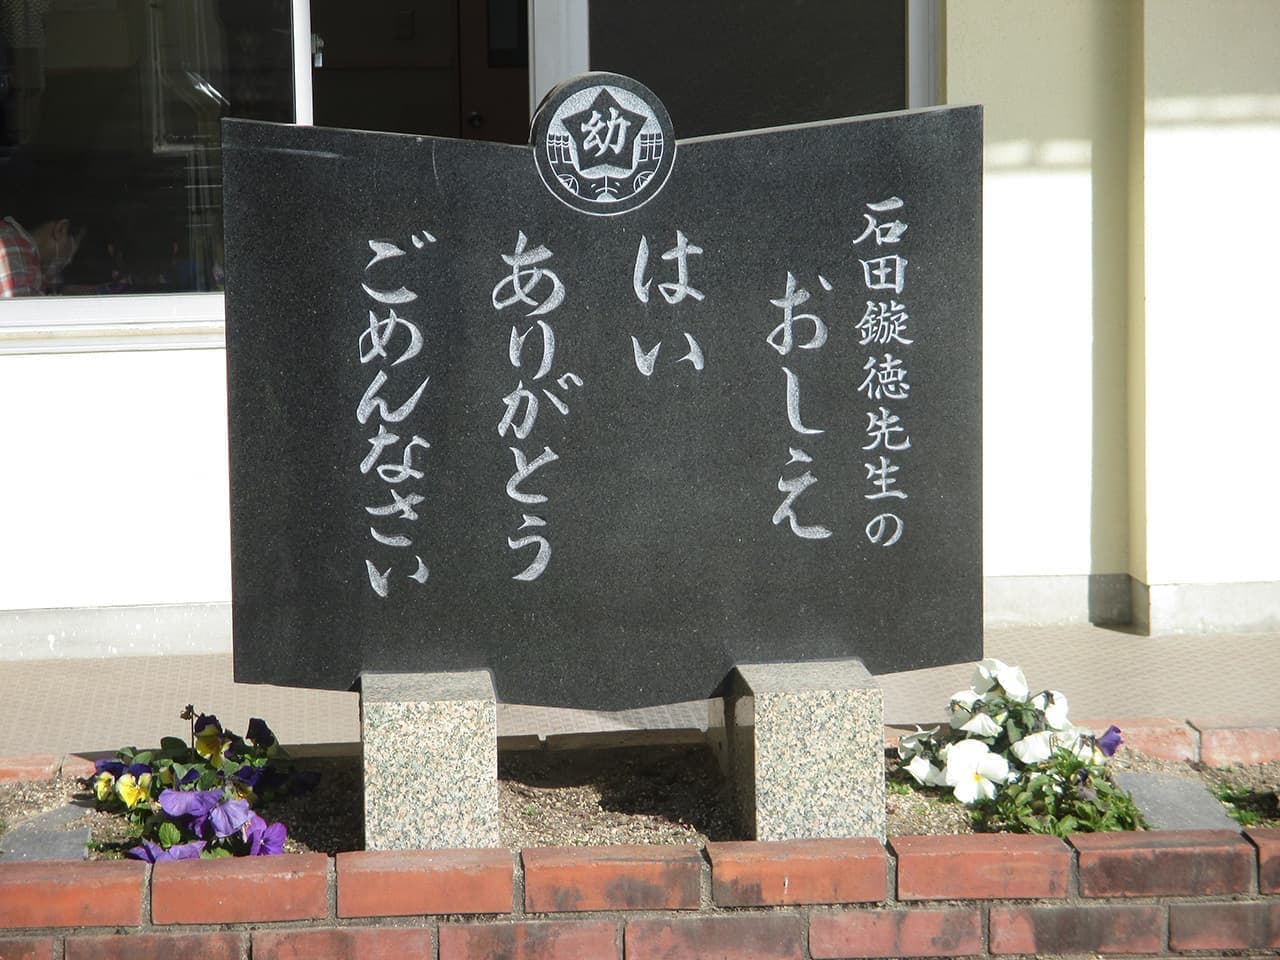 幼
石田鏇徳先生の
おしえ
はい
ありがとう
ごめんなさい